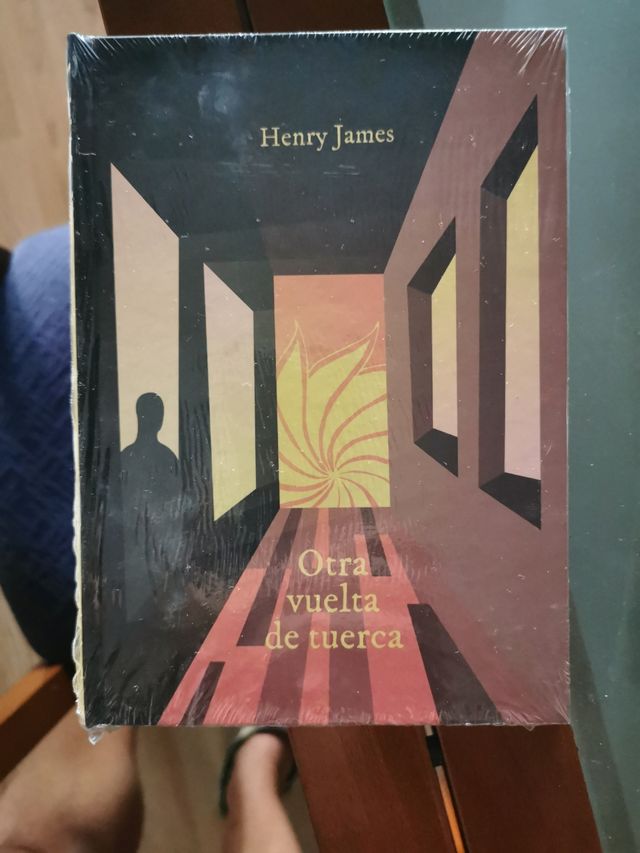 Henry James
Otra
vuelta
de tuerca